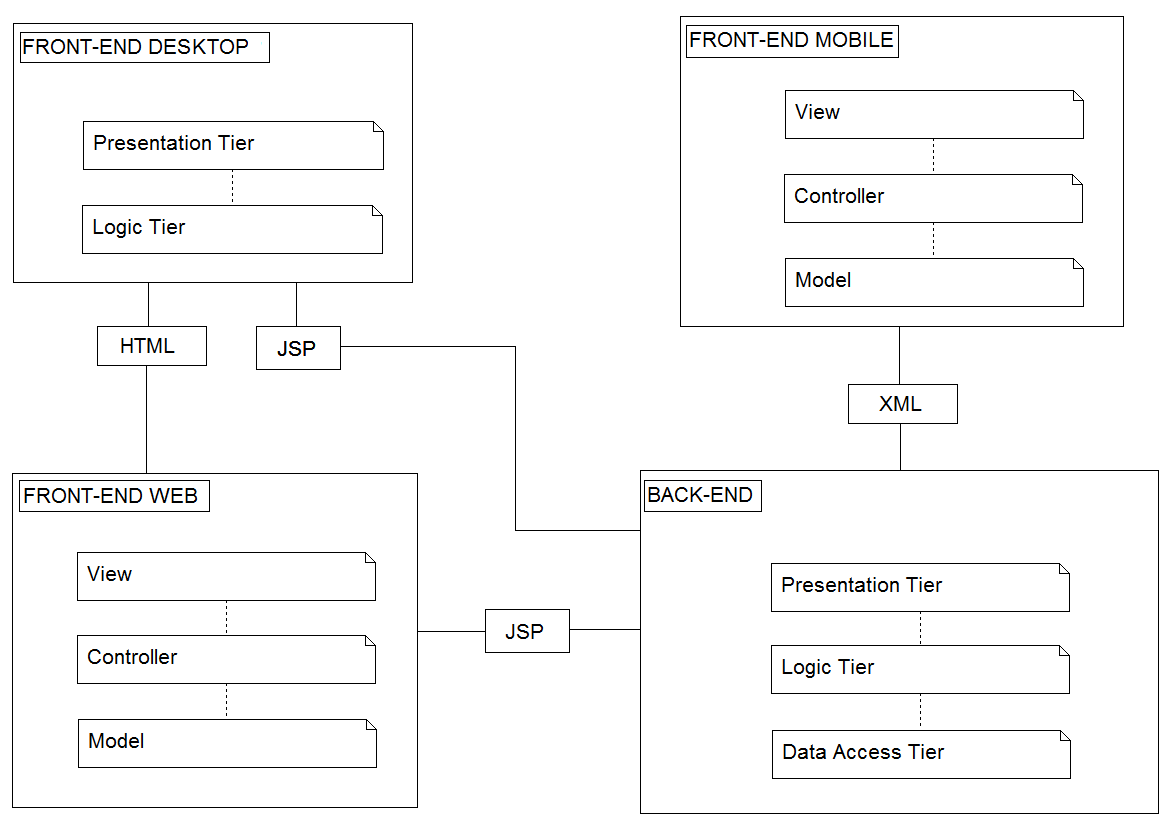 FRONT-END DESKTOP
Presentation Tier
Logic Tier
FRONT-END MOBILE
View
Controller
Model
HTML
JSP
XML
FRONT-END WEB
View
Controller
Model
JSP
BACK-END
Presentation Tier
Logic Tier
Data Access Tier